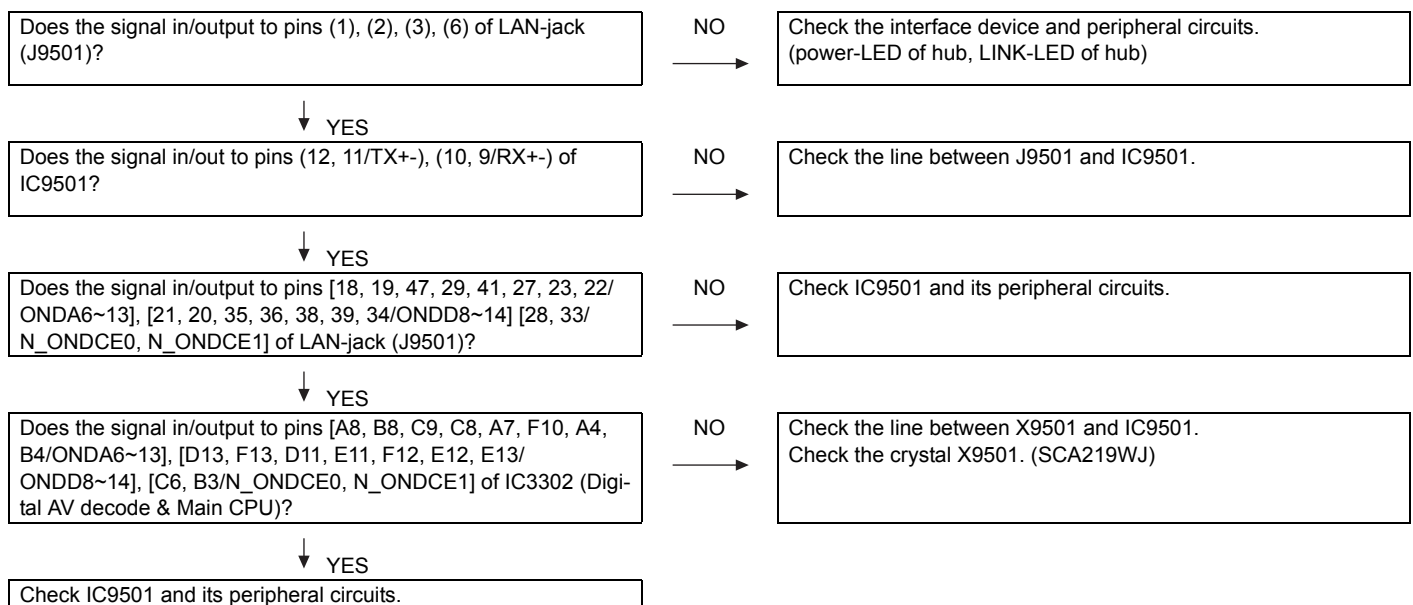 Does the signal in/output to pins (1), (2), (3), (6) of LAN-jack
(J9501)?
NO
Check the interface device and peripheral circuits.
(power-LED of hub, LINK-LED of hub)
YES
Does the signal in/out to pins (12, 11/TX+-), (10, 9/RX+-) of
IC9501?
NO
Check the line between J9501 and IC9501.
YES
Does the signal in/output to pins [18, 19, 47, 29, 41, 27, 23, 22/
ONDA6~13], [21, 20, 35, 36, 38, 39, 34/ONDD8~14] [28, 33/
N_ONDCE0, N_ONDCE1] of LAN-jack (J9501)?
NO
Check IC9501 and its peripheral circuits.
YES
Does the signal in/output to pins [A8, B8, C9, C8, A7, F10, A4,
B4/ONDA6~13], [D13, F13, D11, E11, F12, E12, E13/
ONDD8~14], [C6, B3/N_ONDCE0, N_ONDCE1] of IC3302 (Digi-
tal AV decode & Main CPU)?
NO
Check the line between X9501 and IC9501.
Check the crystal X9501. (SCA219WJ)
YES
Check IC9501 and its peripheral circuits.